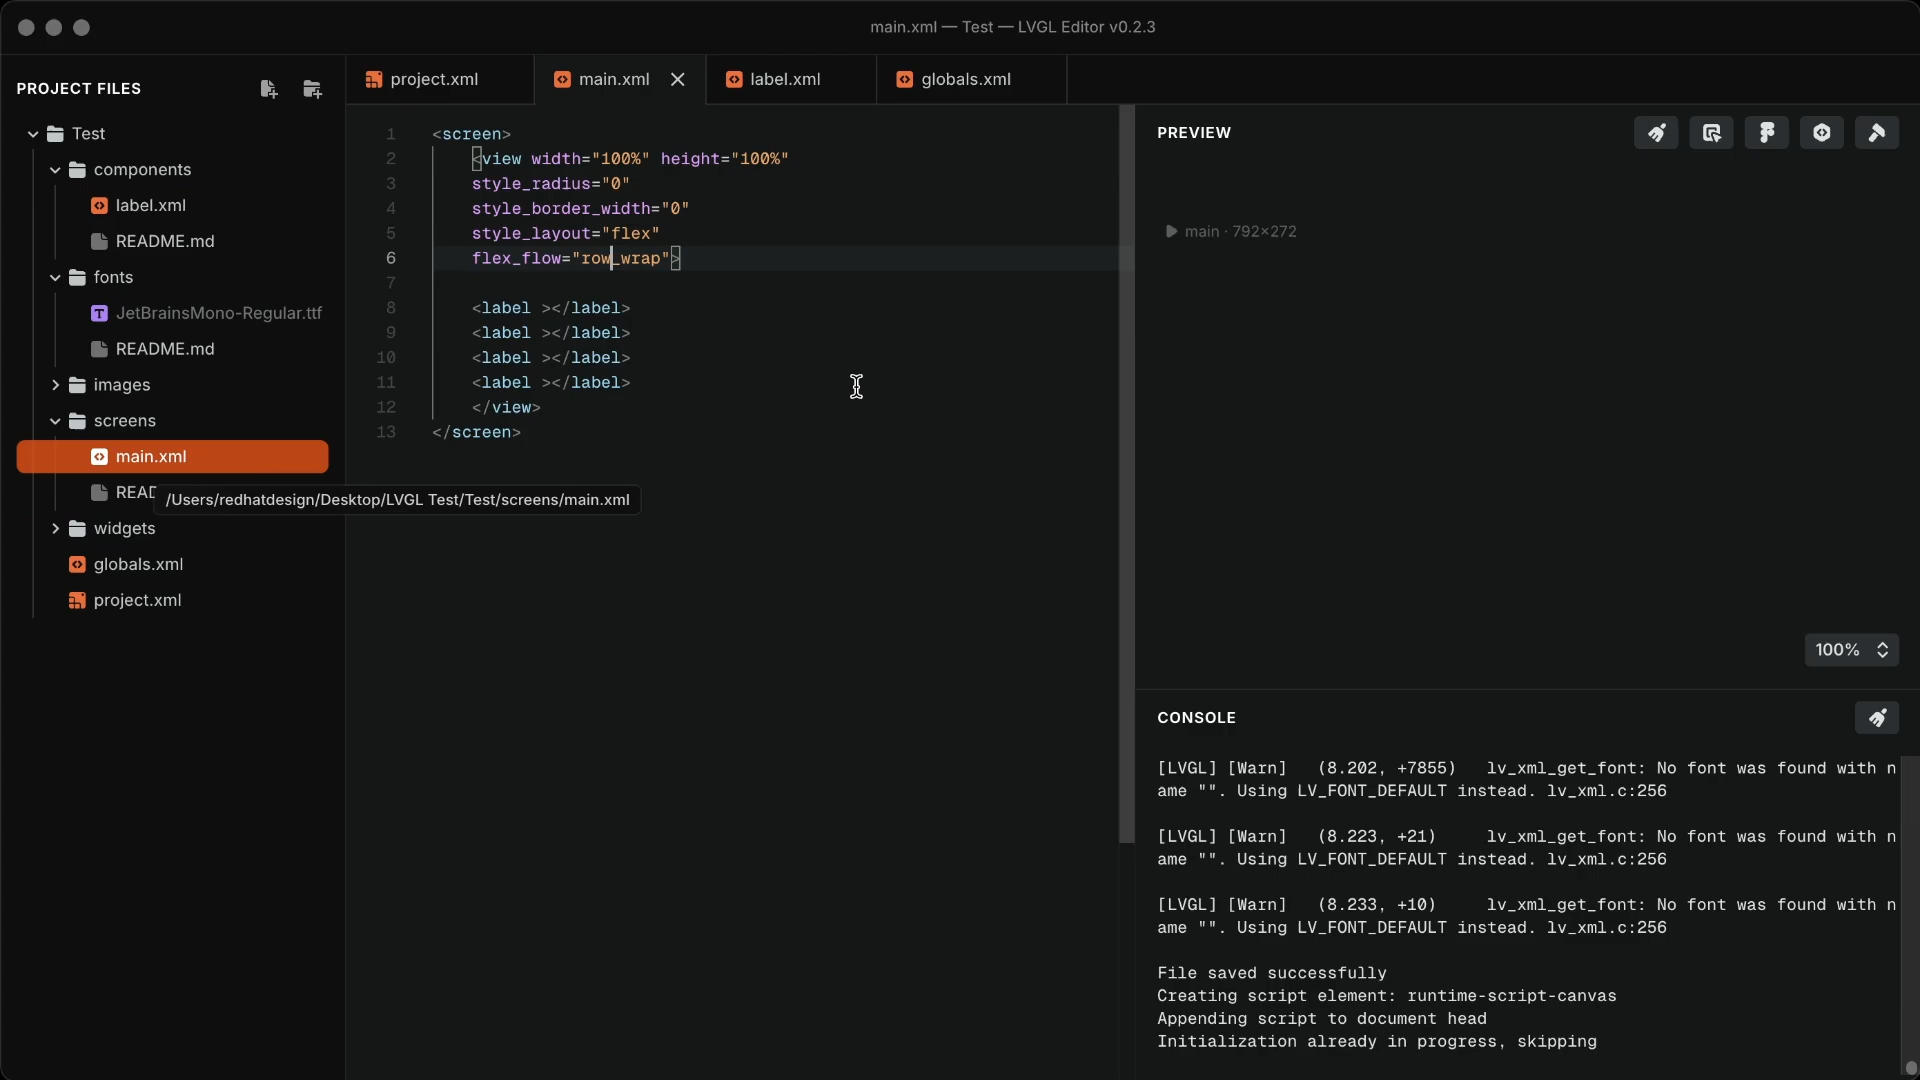 main.xml — Test — LVGL Editor v0.2.3
PROJECT FILES
Test
components
label.xml
README.md
fonts
JetBrainsMono-Regular.ttf
README.md
images
screens
main.xml
READ
/Users/redhatdesign/Desktop/LVGL Test/Test/screens/main.xml
widgets
globals.xml
project.xml
project.xml
main.xml
label.xml
globals.xml
1 <screen>
2 <view width="100%" height="100%"
3 style_radius="0"
4 style_border_width="0"
5 style_layout="flex"
6 flex_flow="row_wrap">
7
8 <label ></label>
9 <label ></label>
10 <label ></label>
11 <label ></label>
12 </view>
13 </screen>
PREVIEW
main · 792×272
100%
CONSOLE
[LVGL] [Warn] (8.202, +7855) lv_xml_get_font: No font was found with n
ame "". Using LV_FONT_DEFAULT instead. lv_xml.c:256
[LVGL] [Warn] (8.223, +21) lv_xml_get_font: No font was found with n
ame "". Using LV_FONT_DEFAULT instead. lv_xml.c:256
[LVGL] [Warn] (8.233, +10) lv_xml_get_font: No font was found with n
ame "". Using LV_FONT_DEFAULT instead. lv_xml.c:256
File saved successfully
Creating script element: runtime-script-canvas
Appending script to document head
Initialization already in progress, skipping